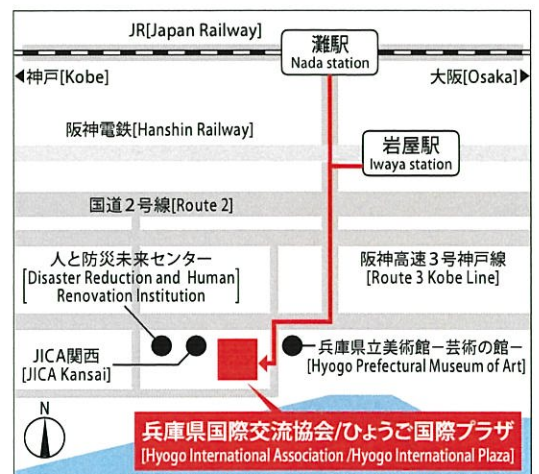 JR[Japan Railway]
灘駅
Nada station
神戸[Kobe]
大阪[Osaka]
阪神電鉄[Hanshin Railway]
岩屋駅
Iwaya station
国道２号線[Route 2]
人と防災未来センター
[Disaster Reduction and Human
Renovation Institution]
阪神高速３号神戸線
[Route 3 Kobe Line]
JICA関西
[JICA Kansai]
兵庫県立美術館－芸術の館－
[Hyogo Prefectural Museum of Art]
N
兵庫県国際交流協会/ひょうご国際プラザ
[Hyogo International Association /Hyogo International Plaza]